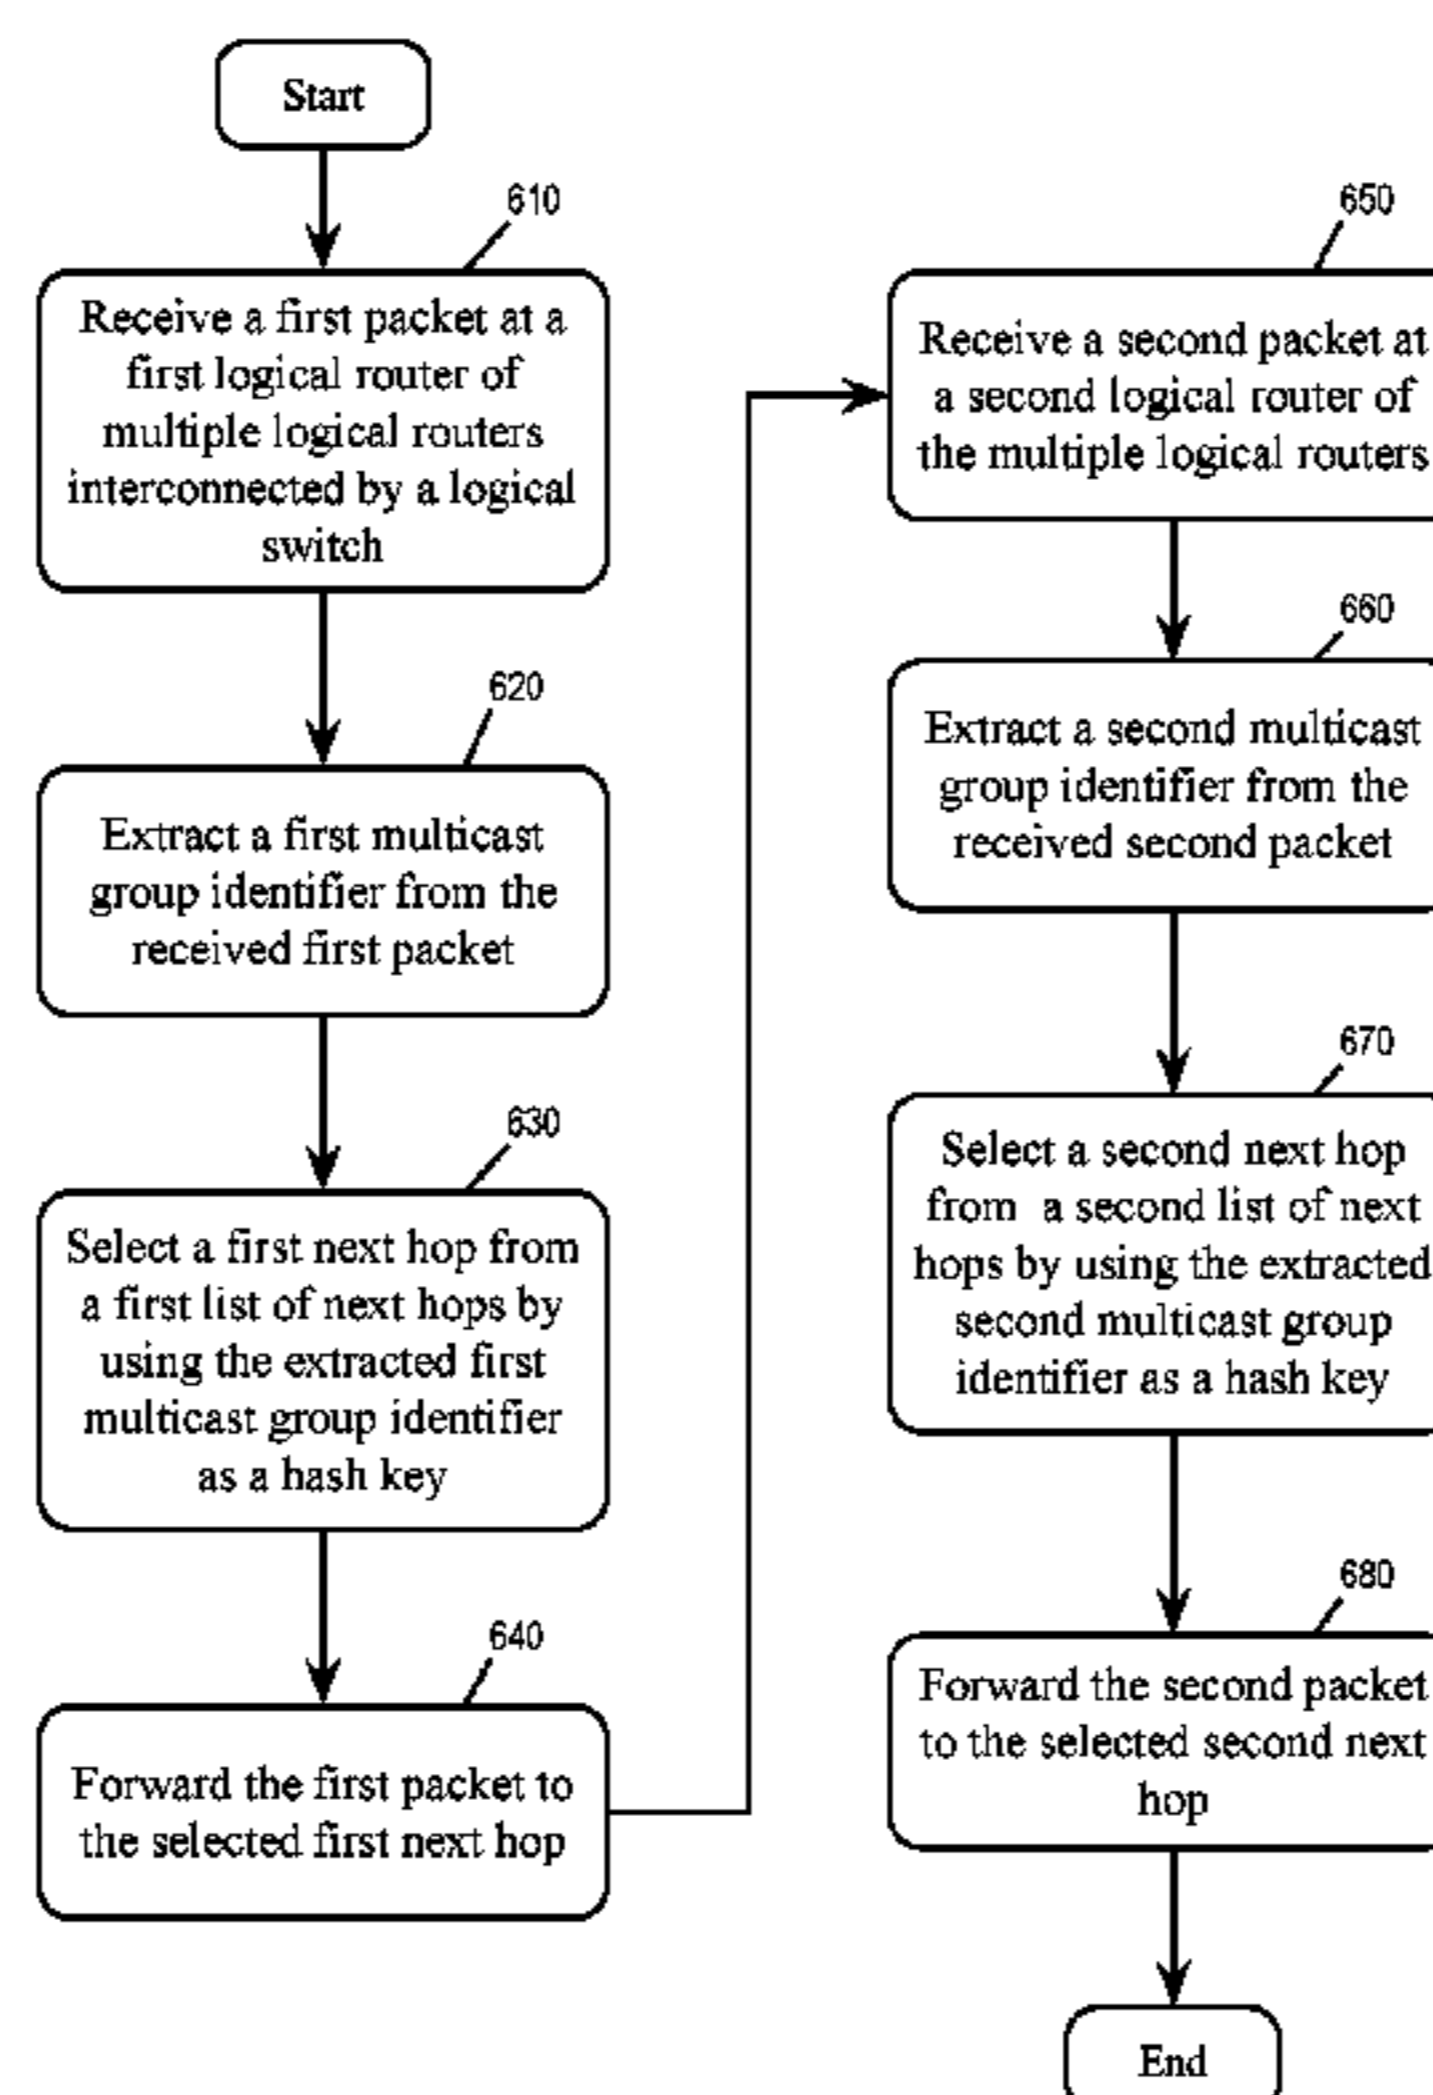 Start
610
Receive a first packet at a
first logical router of
multiple logical routers
interconnected by a logical
switch
620
Extract a first multicast
group identifier from the
received first packet
630
Select a first next hop from
a first list of next hops by
using the extracted first
multicast group identifier
as a hash key
640
Forward the first packet to
the selected first next hop
650
Receive a second packet at
a second logical router of
the multiple logical routers
660
Extract a second multicast
group identifier from the
received second packet
670
Select a second next hop
from a second list of next
hops by using the extracted
second multicast group
identifier as a hash key
680
Forward the second packet
to the selected second next
hop
End